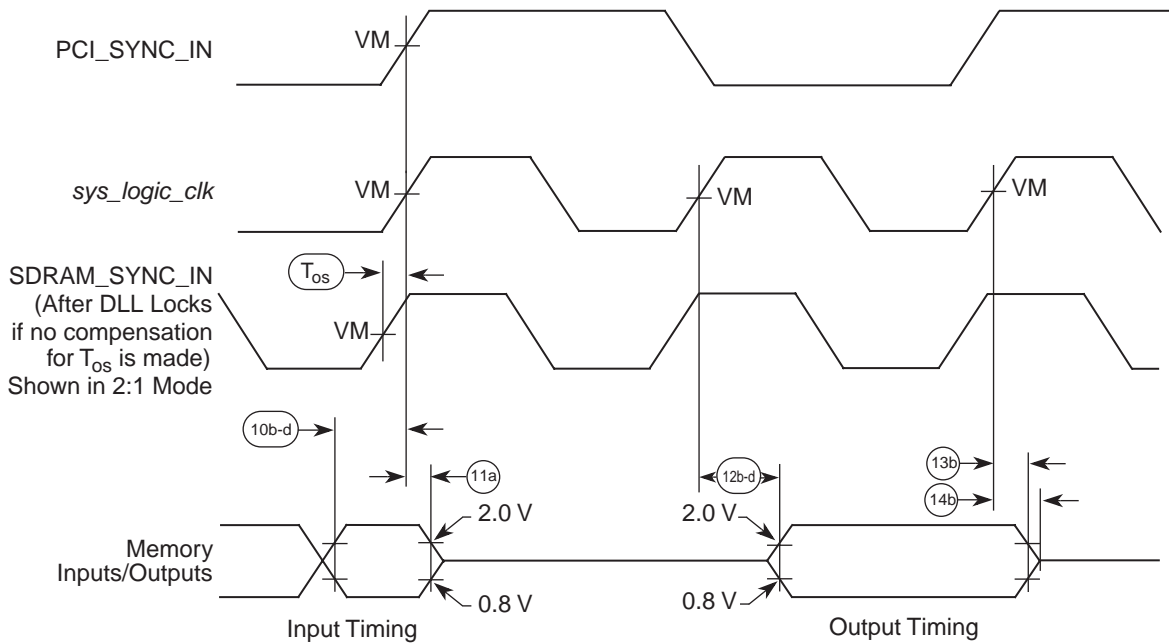 PCI_SYNC_IN
VM
sys_logic_clk
VM
VM
VM
SDRAM_SYNC_IN
(After DLL Locks
if no compensation
for Tos is made)
Shown in 2:1 Mode
Tos
VM
10b-d
11a
12b-d
13b
14b
2.0 V
2.0 V
Memory
Inputs/Outputs
0.8 V
0.8 V
Input Timing
Output Timing